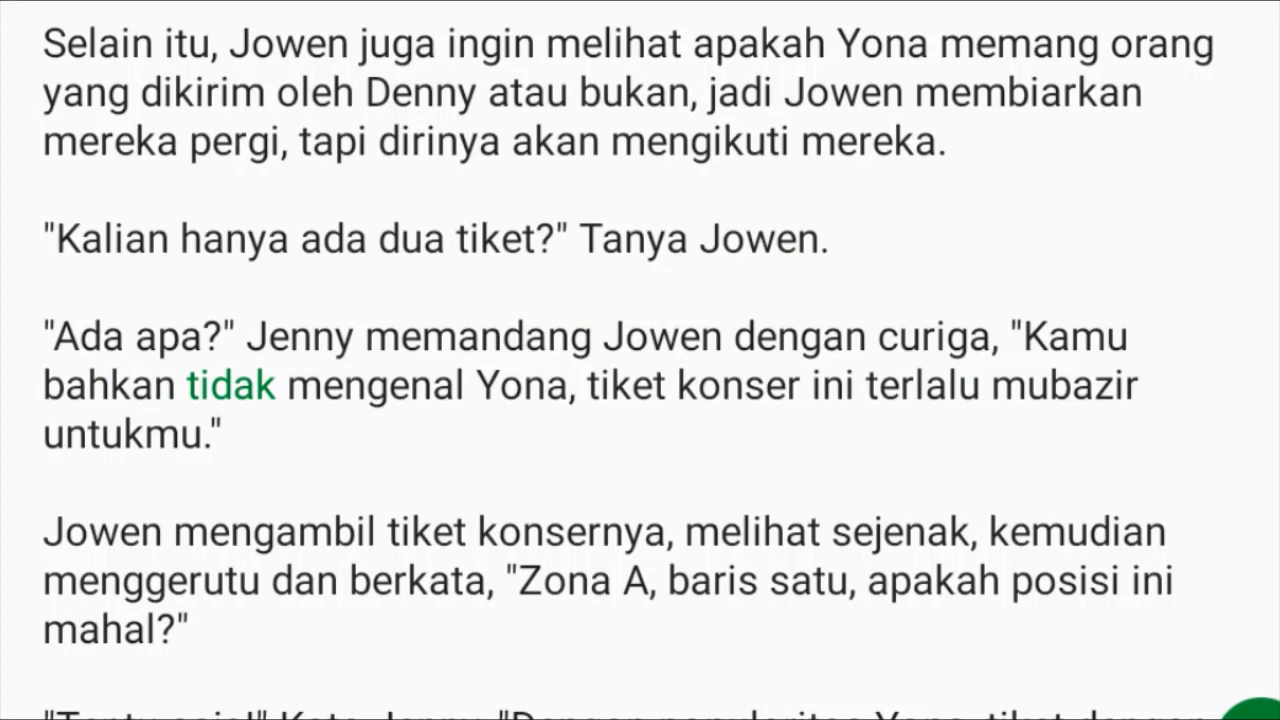 Selain itu, Jowen juga ingin melihat apakah Yona memang orang
yang dikirim oleh Denny atau bukan, jadi Jowen membiarkan
mereka pergi, tapi dirinya akan mengikuti mereka.
"Kalian hanya ada dua tiket?" Tanya Jowen.
"Ada apa?" Jenny memandang Jowen dengan curiga, "Kamu
bahkan tidak mengenal Yona, tiket konser ini terlalu mubazir
untukmu."
Jowen mengambil tiket konsernya, melihat sejenak, kemudian
menggerutu dan berkata, "Zona A, baris satu, apakah posisi ini
mahal?"